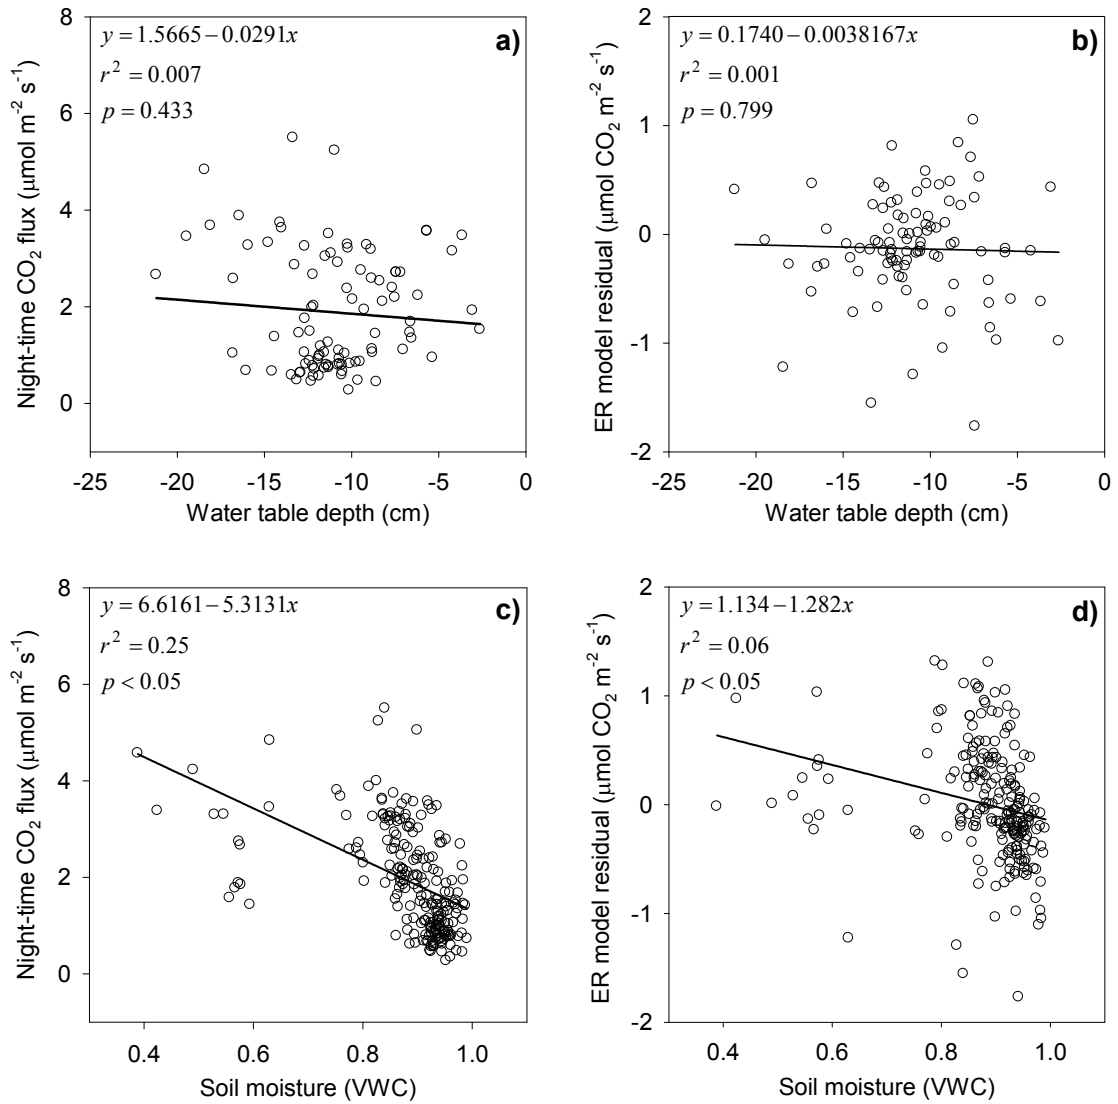 y = 1.5665 − 0.0291x
r² = 0.007
p = 0.433
a)
8
6
4
2
0
Night-time CO₂ flux (μmol m⁻² s⁻¹)
-25 -20 -15 -10 -5 0
Water table depth (cm)
y = 0.1740 − 0.0038167x
r² = 0.001
p = 0.799
b)
2
1
0
-1
-2
ER model residual (μmol CO₂ m⁻² s⁻¹)
-25 -20 -15 -10 -5 0
Water table depth (cm)
y = 6.6161 − 5.3131x
r² = 0.25
p < 0.05
c)
8
6
4
2
0
Night-time CO₂ flux (μmol m⁻² s⁻¹)
0.4 0.6 0.8 1.0
Soil moisture (VWC)
y = 1.134 − 1.282x
r² = 0.06
p < 0.05
d)
2
1
0
-1
-2
ER model residual (μmol CO₂ m⁻² s⁻¹)
0.4 0.6 0.8 1.0
Soil moisture (VWC)